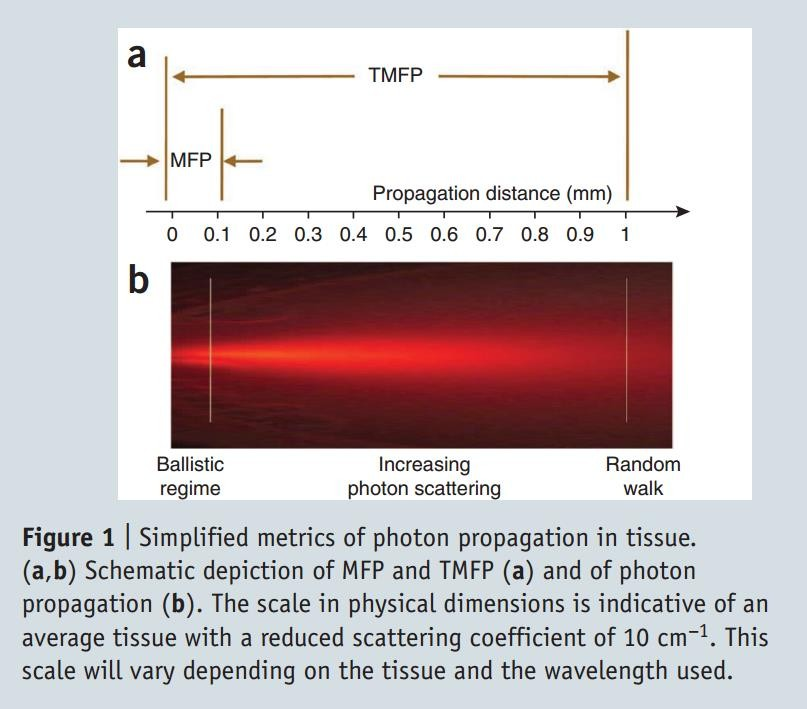 a
TMFP
MFP
Propagation distance (mm)
0 0.1 0.2 0.3 0.4 0.5 0.6 0.7 0.8 0.9 1
b
Ballistic regime
Increasing photon scattering
Random walk
Figure 1 | Simplified metrics of photon propagation in tissue.
(a,b) Schematic depiction of MFP and TMFP (a) and of photon
propagation (b). The scale in physical dimensions is indicative of an
average tissue with a reduced scattering coefficient of 10 cm⁻¹. This
scale will vary depending on the tissue and the wavelength used.